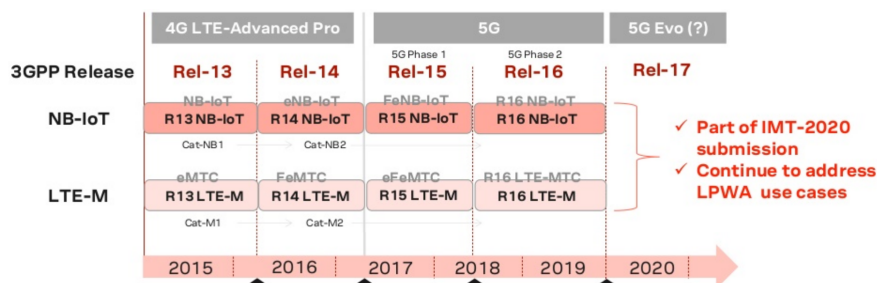 4G LTE-Advanced Pro
5G
5G Evo (?)
5G Phase 1
5G Phase 2
3GPP Release
Rel-13
Rel-14
Rel-15
Rel-16
Rel-17
NB-IoT
NB-IoT
eNB-IoT
FeNB-IoT
R16 NB-IoT
R13 NB-IoT
R14 NB-IoT
R15 NB-IoT
R16 NB-IoT
Cat-NB1
Cat-NB2
✓ Part of IMT-2020
submission
✓ Continue to address
LPWA use cases
LTE-M
eMTC
FeMTC
eFeMTC
R16 LTE-MTC
R13 LTE-M
R14 LTE-M
R15 LTE-M
R16 LTE-M
Cat-M1
Cat-M2
2015
2016
2017
2018
2019
2020